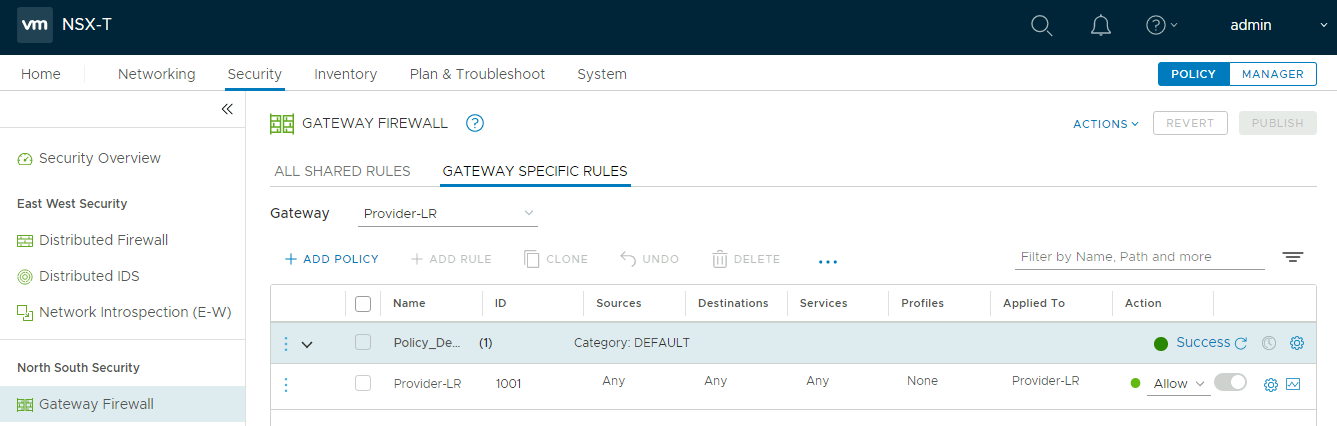 vm NSX-T admin
Home Networking Security Inventory Plan & Troubleshoot System POLICY MANAGER
GATEWAY FIREWALL ACTIONS REVERT PUBLISH
Security Overview
ALL SHARED RULES GATEWAY SPECIFIC RULES
East West Security
Gateway Provider-LR
Distributed Firewall
ADD POLICY ADD RULE CLONE UNDO DELETE ... Filter by Name, Path and more
Distributed IDS
Network Introspection (E-W)
Name ID Sources Destinations Services Profiles Applied To Action
Policy_De... (1) Category: DEFAULT Success
North South Security
Provider-LR 1001 Any Any Any None Provider-LR Allow
Gateway Firewall